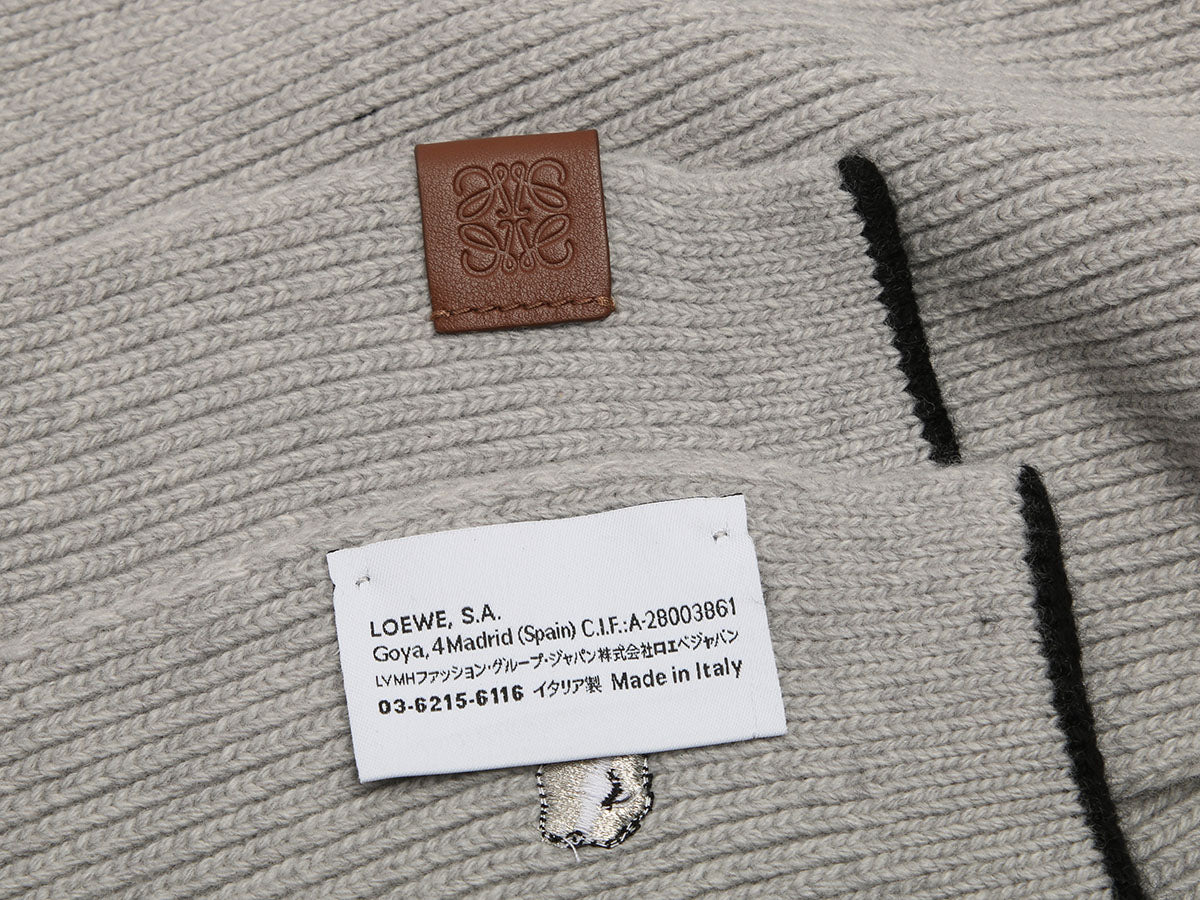 LOEWE, S.A.
Goya, 4 Madrid (Spain) C.I.F.:A-28003861
LVMHファッション・グループ・ジャパン株式会社ロエベジャパン
03-6215-6116 イタリア製 Made in Italy